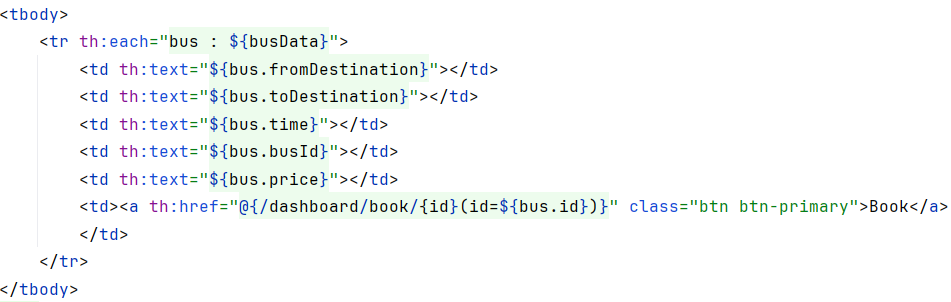 <tbody>
    <tr th:each="bus : ${busData}">
        <td th:text="${bus.fromDestination}"></td>
        <td th:text="${bus.toDestination}"></td>
        <td th:text="${bus.time}"></td>
        <td th:text="${bus.busId}"></td>
        <td th:text="${bus.price}"></td>
        <td><a th:href="@{/dashboard/book/{id}(id=${bus.id})}" class="btn btn-primary">Book</a>
        </td>
    </tr>
</tbody>